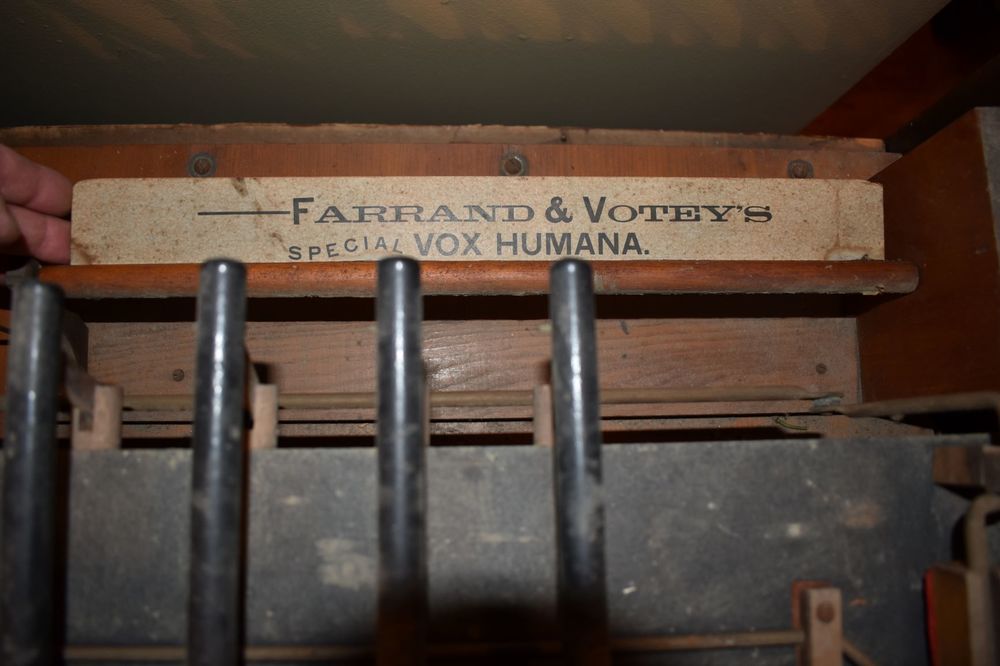 FARRAND & VOTEY'S
SPECIAL VOX HUMANA.